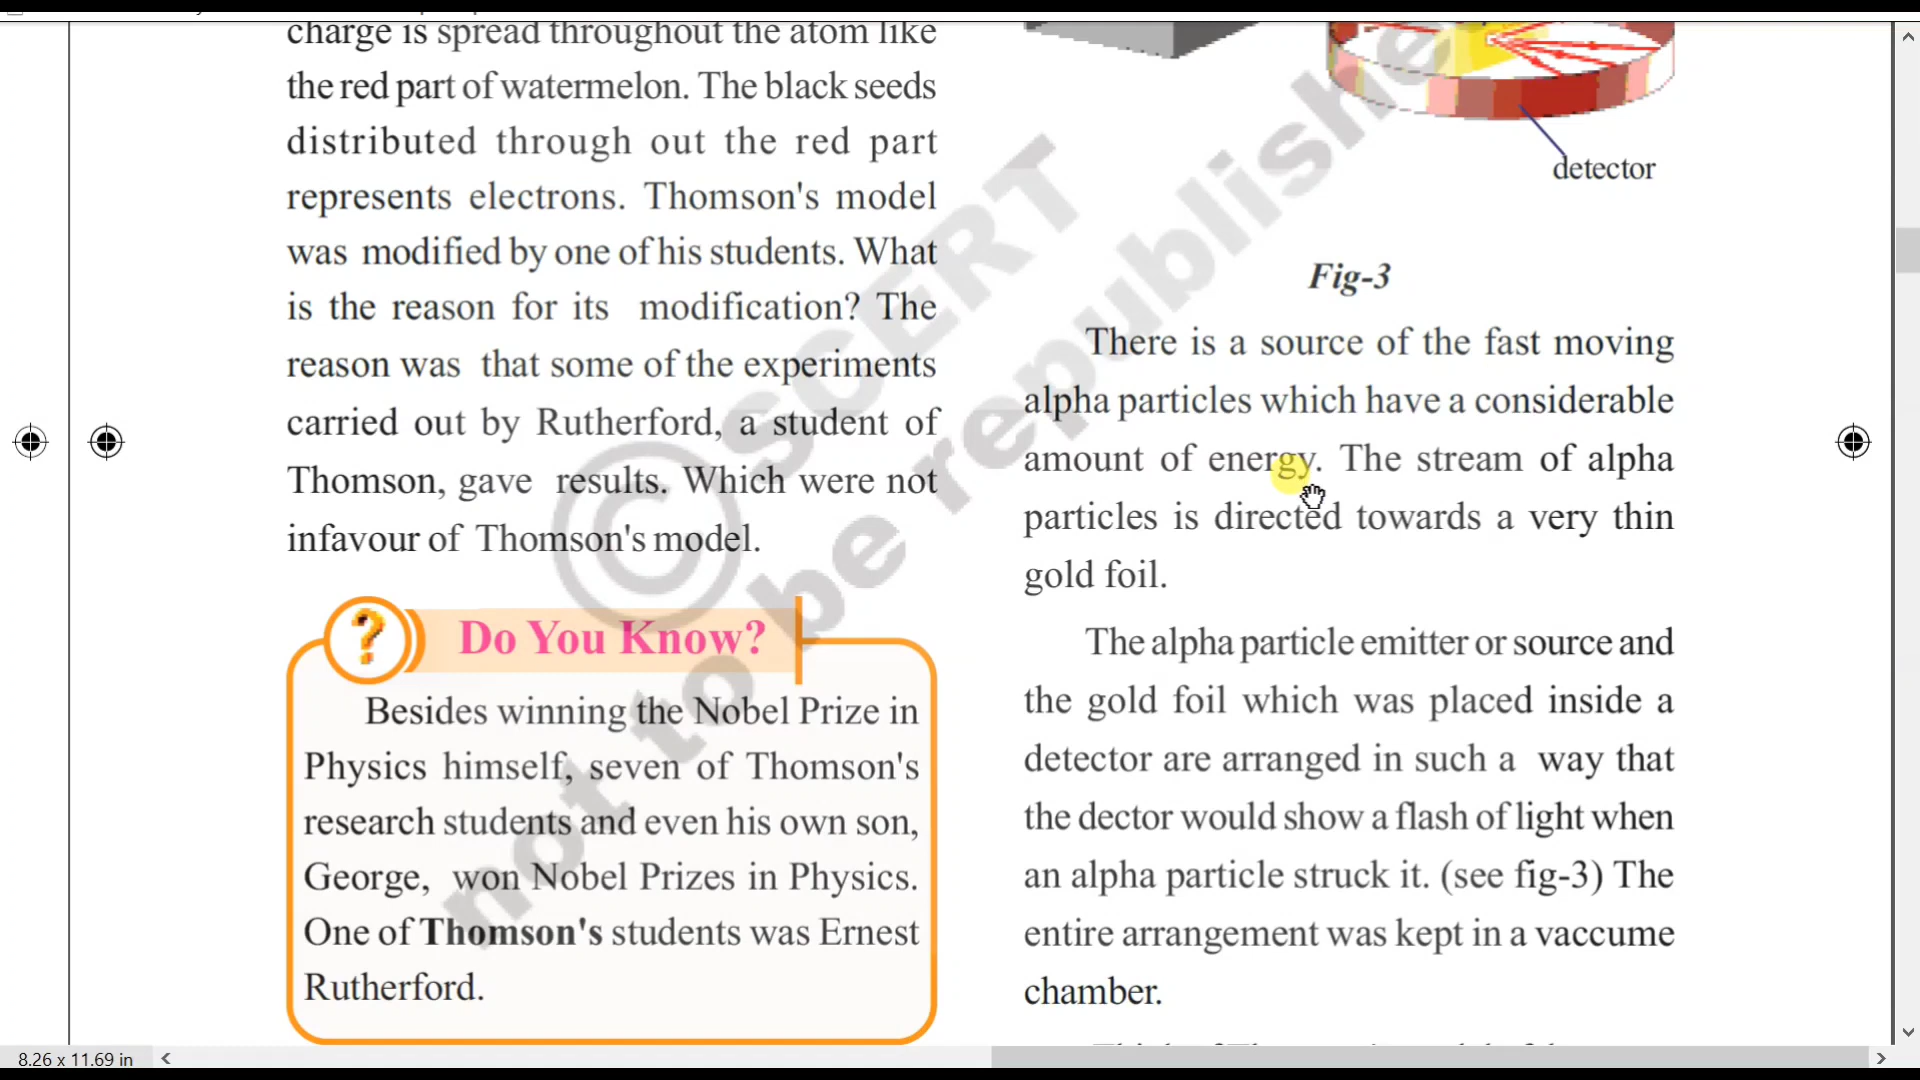 charge is spread throughout the atom like
the red part of watermelon. The black seeds
distributed through out the red part
represents electrons. Thomson's model
was modified by one of his students. What
is the reason for its modification? The
reason was that some of the experiments
carried out by Rutherford, a student of
Thomson, gave results. Which were not
infavour of Thomson's model.
? Do You Know?
Besides winning the Nobel Prize in
Physics himself, seven of Thomson's
research students and even his own son,
George, won Nobel Prizes in Physics.
One of Thomson's students was Ernest
Rutherford.
detector
Fig-3
There is a source of the fast moving
alpha particles which have a considerable
amount of energy. The stream of alpha
particles is directed towards a very thin
gold foil.
The alpha particle emitter or source and
the gold foil which was placed inside a
detector are arranged in such a way that
the dector would show a flash of light when
an alpha particle struck it. (see fig-3) The
entire arrangement was kept in a vaccume
chamber.
© SCERT
not to be republished
8.26 x 11.69 in